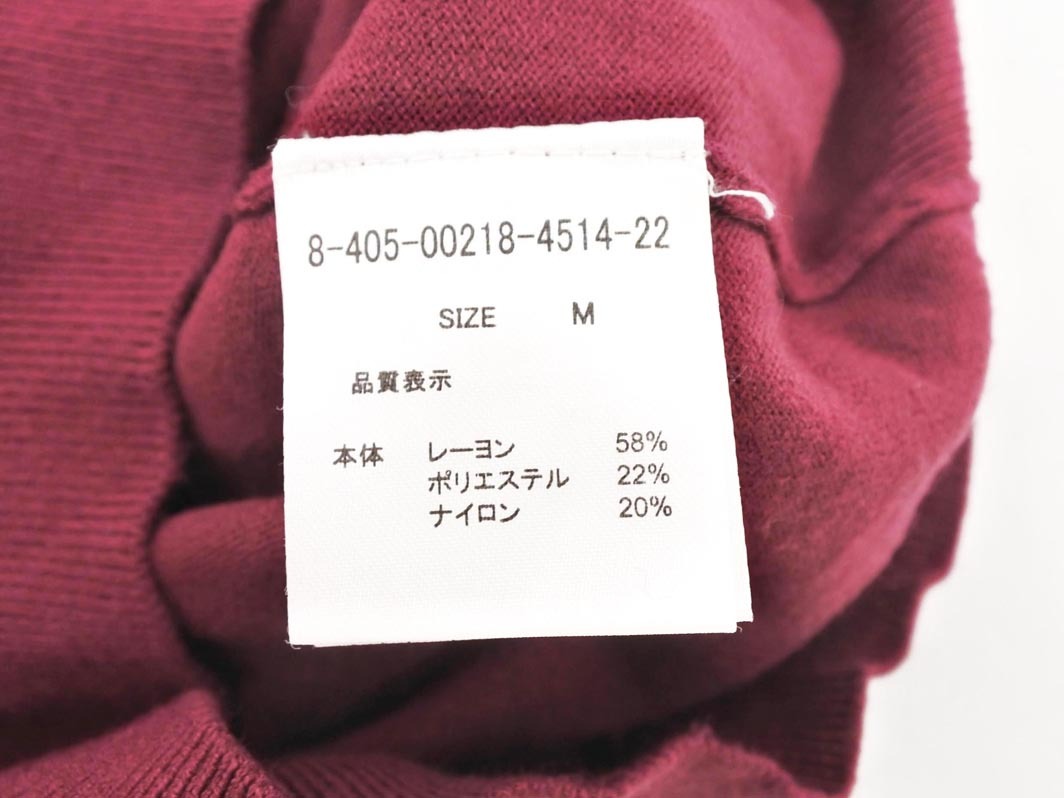 8-405-00218-4514-22
SIZE M
品質表示
本体 レーヨン 58%
ポリエステル 22%
ナイロン 20%